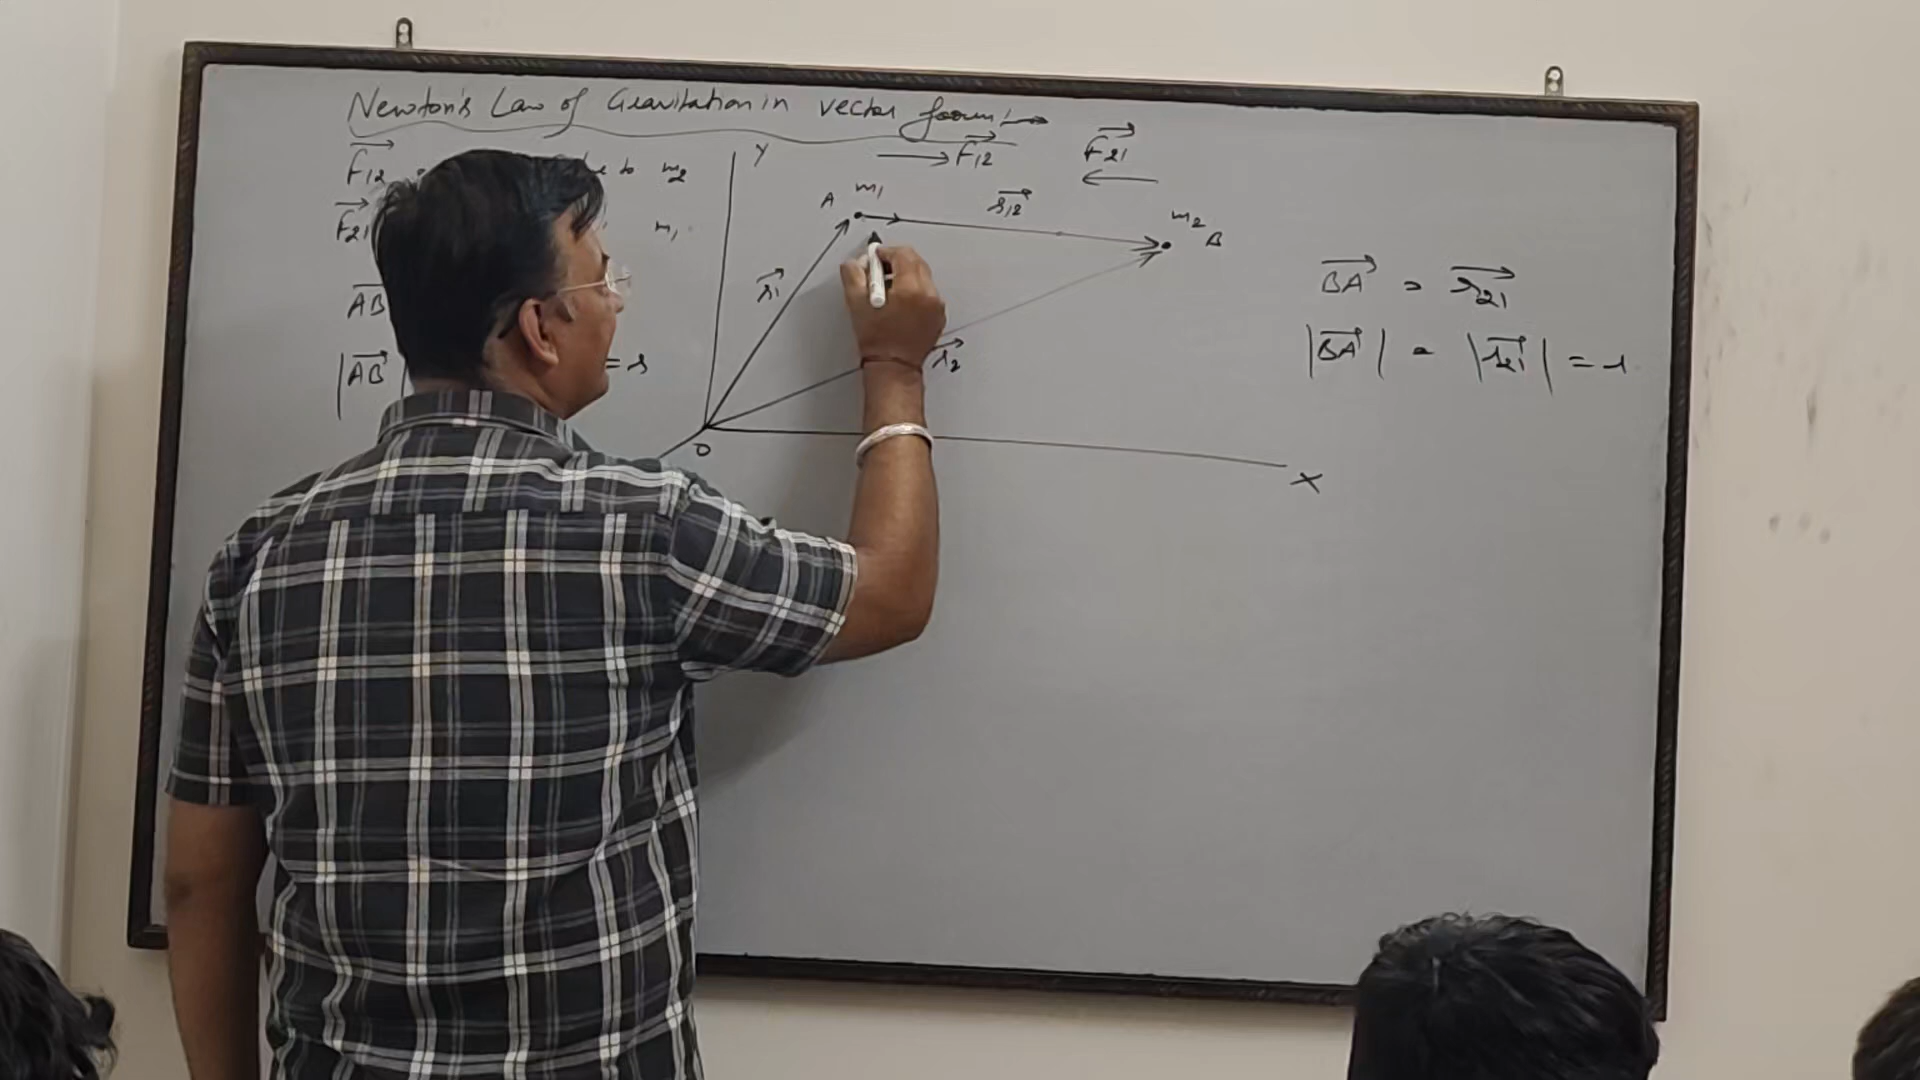 Newton's Law of Gravitation in vector form :→
→F12 to m2
→F21 m1
→AB
|→AB| = r
Y
→F12 →F21
A m1 →r12 m2 B
→r1
→r2
O
X
→BA = →r21
|→BA| = |→r21| = r